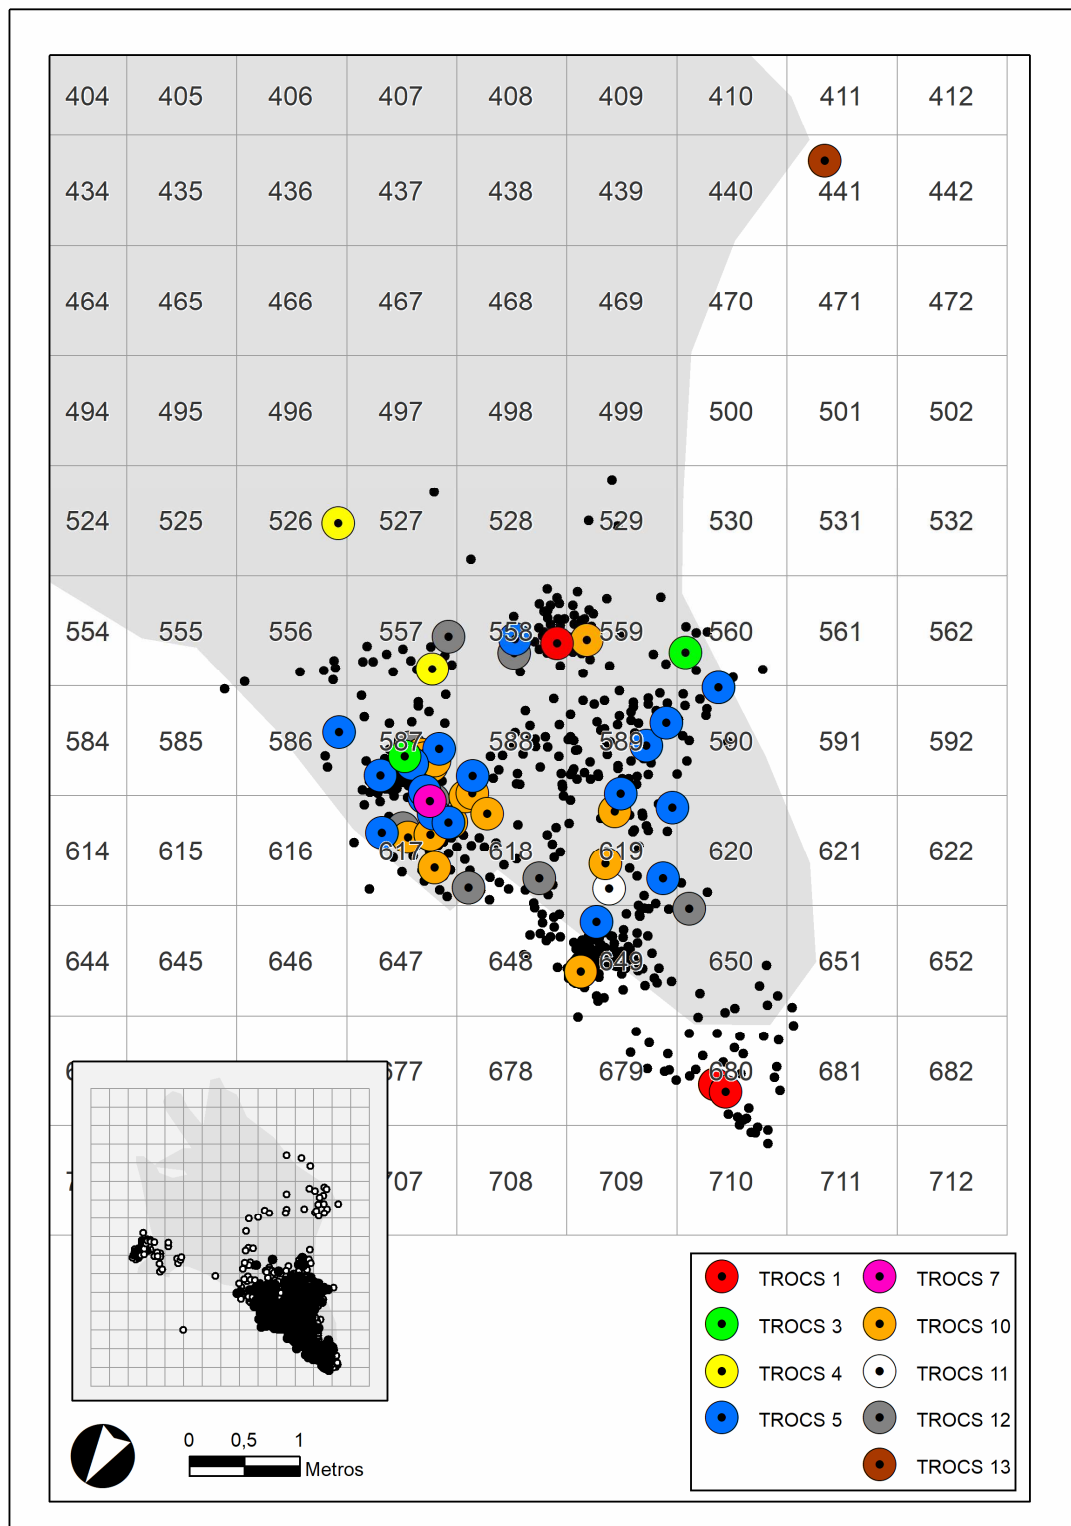 404 405 406 407 408 409 410 411 412
434 435 436 437 438 439 440 441 442
464 465 466 467 468 469 470 471 472
494 495 496 497 498 499 500 501 502
524 525 526 527 528 529 530 531 532
554 555 556 557 558 559 560 561 562
584 585 586 587 588 589 590 591 592
614 615 616 617 618 619 620 621 622
644 645 646 647 648 649 650 651 652
678 679 680 681 682
708 709 710 711 712
TROCS 1 TROCS 7
TROCS 3 TROCS 10
TROCS 4 TROCS 11
TROCS 5 TROCS 12
TROCS 13
0 0,5 1
Metros